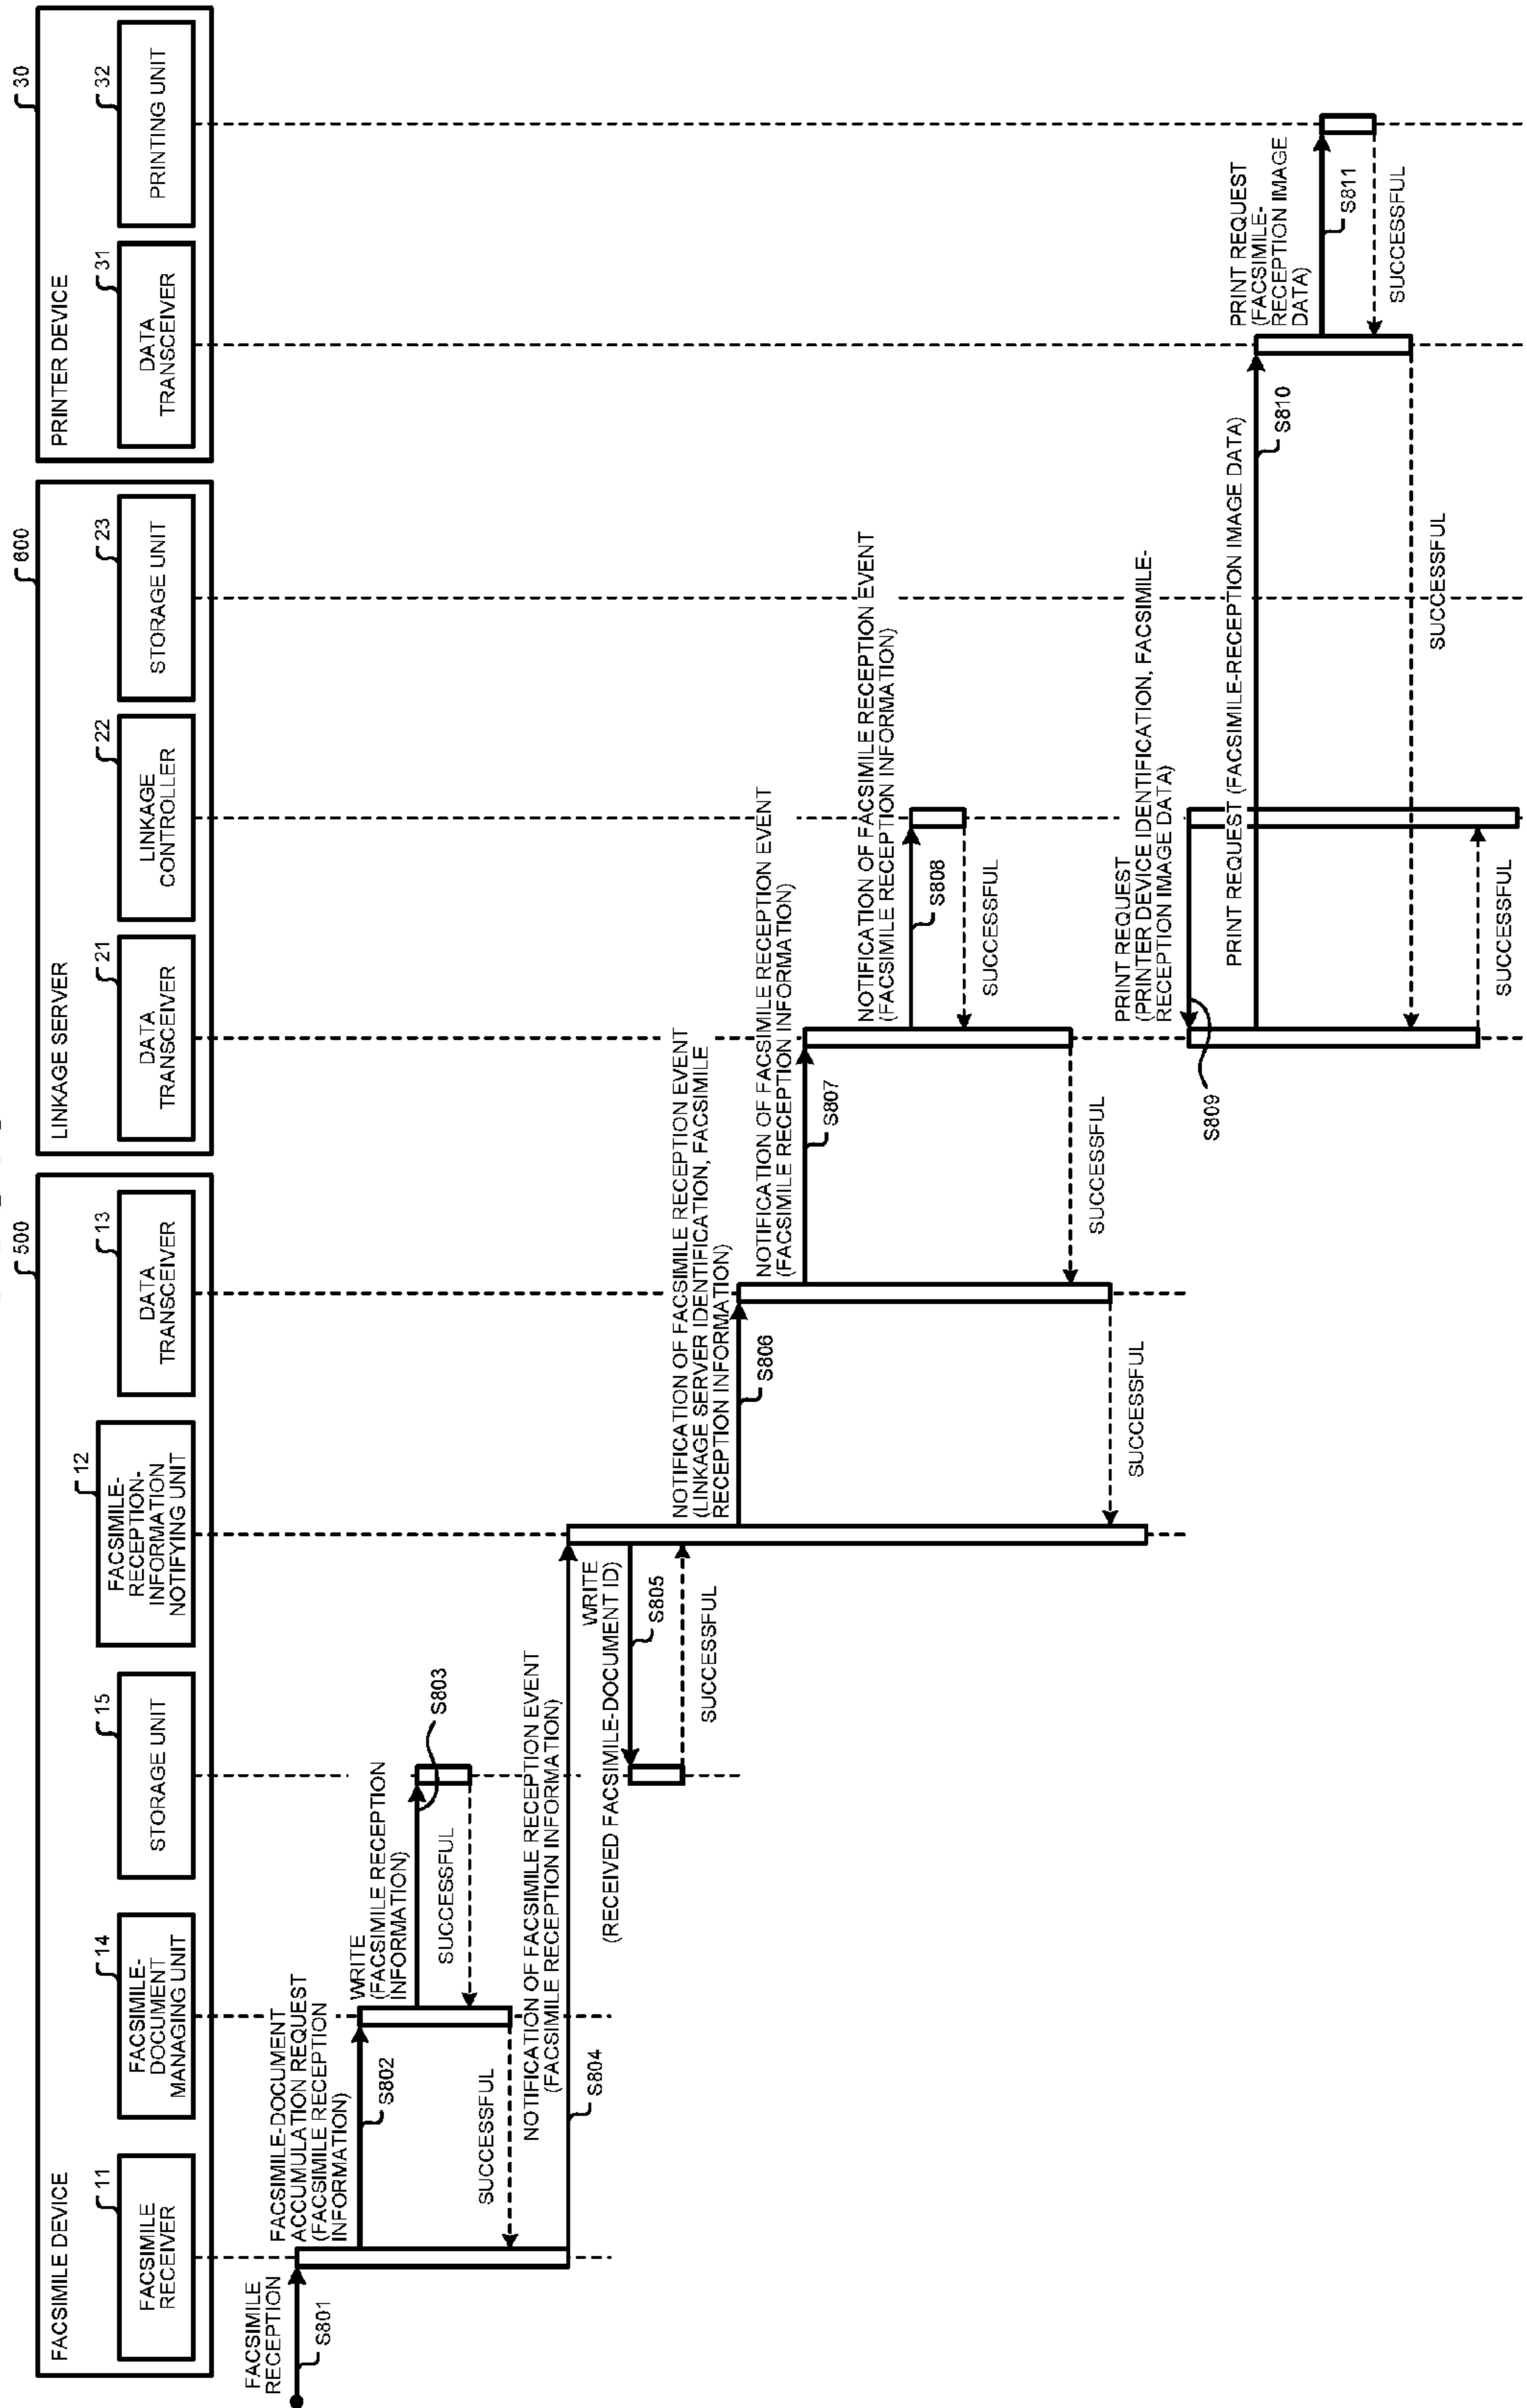 500
FACSIMILE DEVICE
11
FACSIMILE
RECEIVER
14
FACSIMILE-
DOCUMENT
MANAGING UNIT
15
STORAGE UNIT
12
FACSIMILE-
RECEPTION-
INFORMATION
NOTIFYING UNIT
13
DATA
TRANSCEIVER
600
LINKAGE SERVER
21
DATA
TRANSCEIVER
22
LINKAGE
CONTROLLER
23
STORAGE UNIT
30
PRINTER DEVICE
31
DATA
TRANSCEIVER
32
PRINTING UNIT
FACSIMILE
RECEPTION
S801
FACSIMILE-DOCUMENT
ACCUMULATION REQUEST
(FACSIMILE RECEPTION
INFORMATION)
S802
WRITE
(FACSIMILE RECEPTION
INFORMATION)
S803
SUCCESSFUL
SUCCESSFUL
NOTIFICATION OF FACSIMILE RECEPTION EVENT
(FACSIMILE RECEPTION INFORMATION)
S804
WRITE
(RECEIVED FACSIMILE-DOCUMENT ID)
S805
SUCCESSFUL
NOTIFICATION OF FACSIMILE RECEPTION EVENT
(LINKAGE SERVER IDENTIFICATION, FACSIMILE
RECEPTION INFORMATION)
S806
NOTIFICATION OF FACSIMILE RECEPTION EVENT
(FACSIMILE RECEPTION INFORMATION)
S807
NOTIFICATION OF FACSIMILE RECEPTION EVENT
(FACSIMILE RECEPTION INFORMATION)
S808
SUCCESSFUL
SUCCESSFUL
SUCCESSFUL
PRINT REQUEST
(PRINTER DEVICE IDENTIFICATION, FACSIMILE-
RECEPTION IMAGE DATA)
S809
PRINT REQUEST (FACSIMILE-RECEPTION IMAGE DATA)
S810
PRINT REQUEST
(FACSIMILE-
RECEPTION IMAGE
DATA)
S811
SUCCESSFUL
SUCCESSFUL
SUCCESSFUL